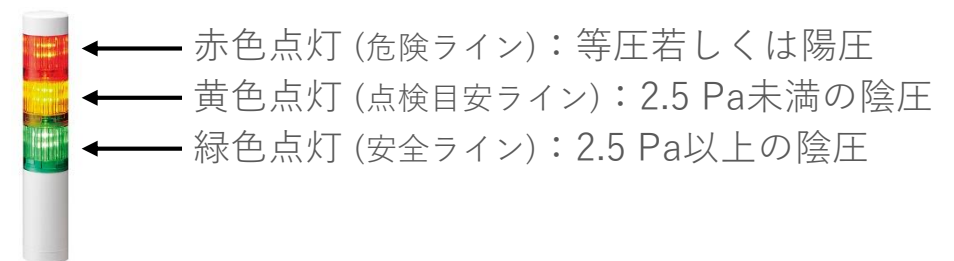 赤色点灯 (危険ライン)：等圧若しくは陽圧
黄色点灯 (点検目安ライン)：2.5 Pa未満の陰圧
緑色点灯 (安全ライン)：2.5 Pa以上の陰圧